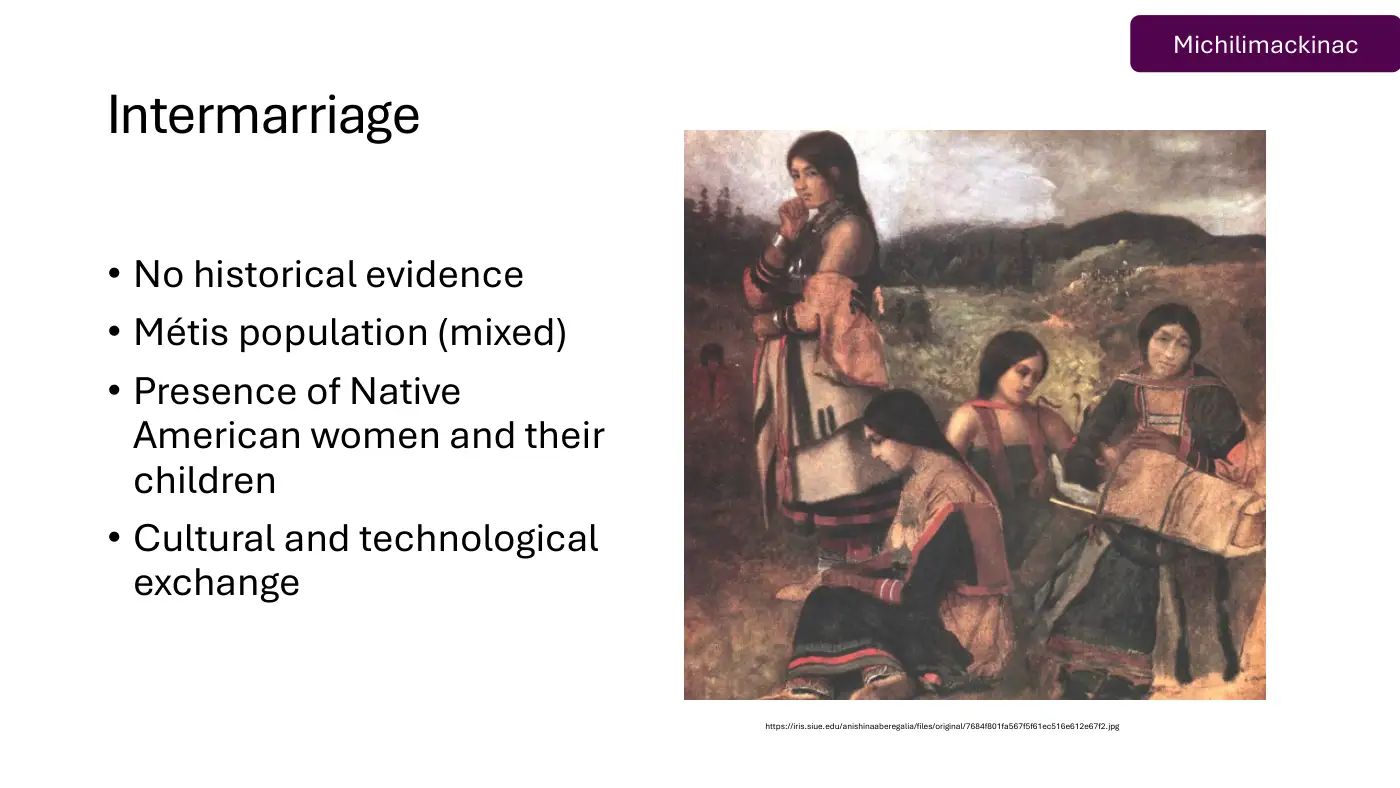 Michilimackinac
Intermarriage
• No historical evidence
• Métis population (mixed)
• Presence of Native
American women and their
children
• Cultural and technological
exchange
https://iris.siue.edu/anishinaaberegalia/files/original/7684f801fa567f5f61ec516e612e67f2.jpg